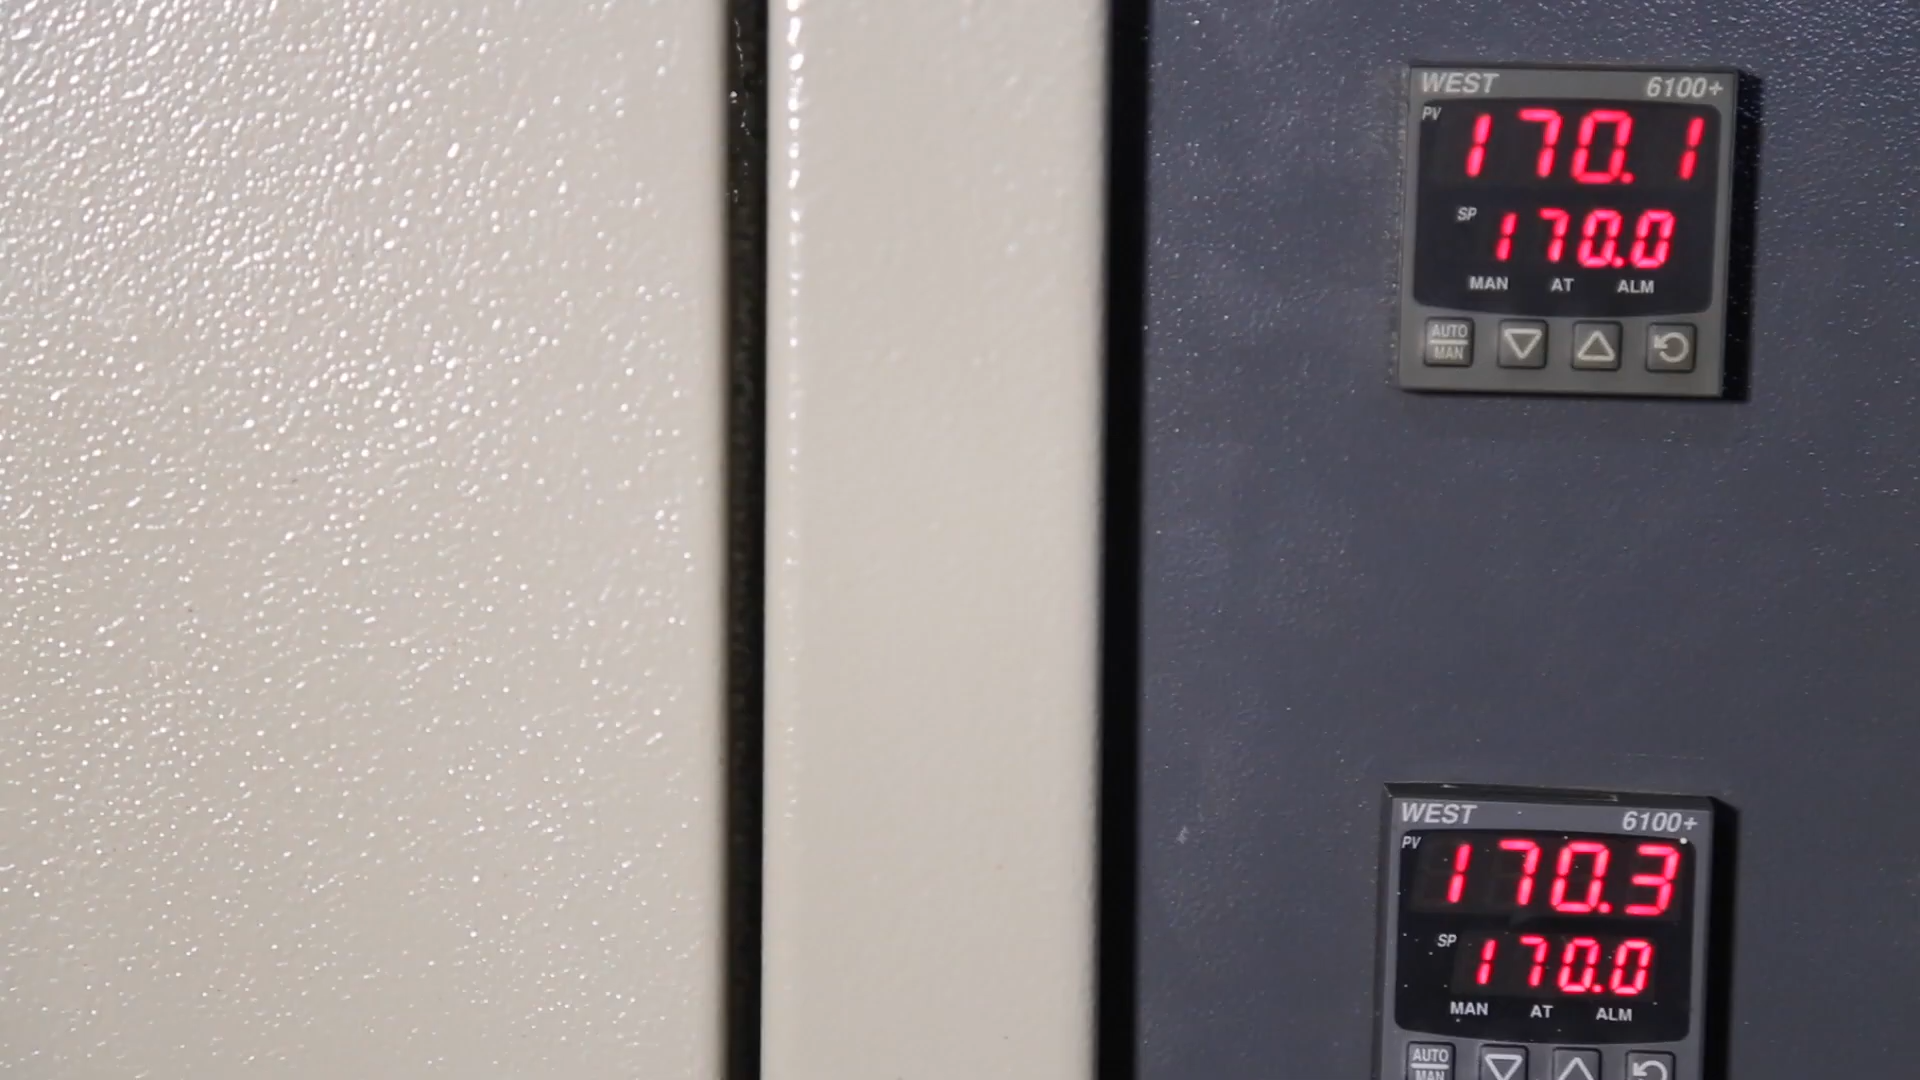 WEST 6100+
PV 170.1
SP 170.0
MAN AT ALM
AUTO
MAN
WEST 6100+
PV 170.3
SP 170.0
MAN AT ALM
AUTO
MAN